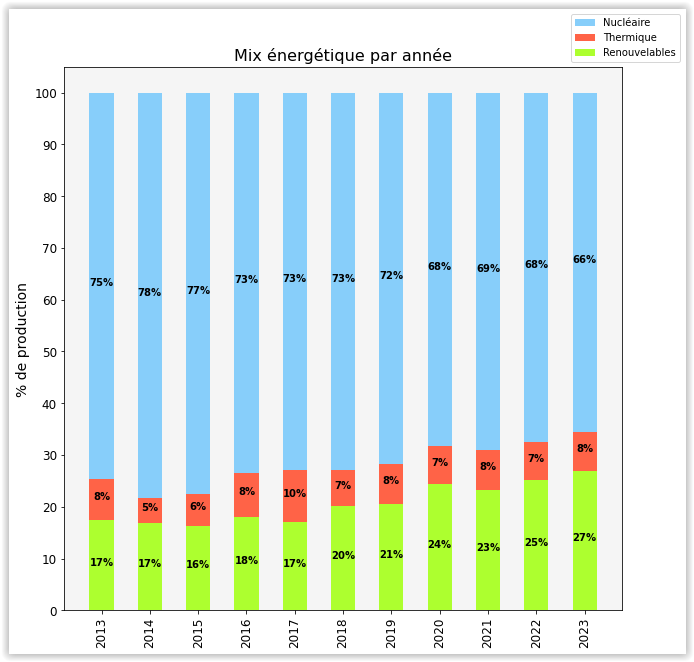 Nucléaire
Thermique
Renouvelables
Mix énergétique par année
% de production
100
90
80
70
60
50
40
30
20
10
0
75% 78% 77% 73% 73% 73% 72% 68% 69% 68% 66%
8% 5% 6% 8% 10% 7% 8% 7% 8% 7% 8%
17% 17% 16% 18% 17% 20% 21% 24% 23% 25% 27%
2013 2014 2015 2016 2017 2018 2019 2020 2021 2022 2023